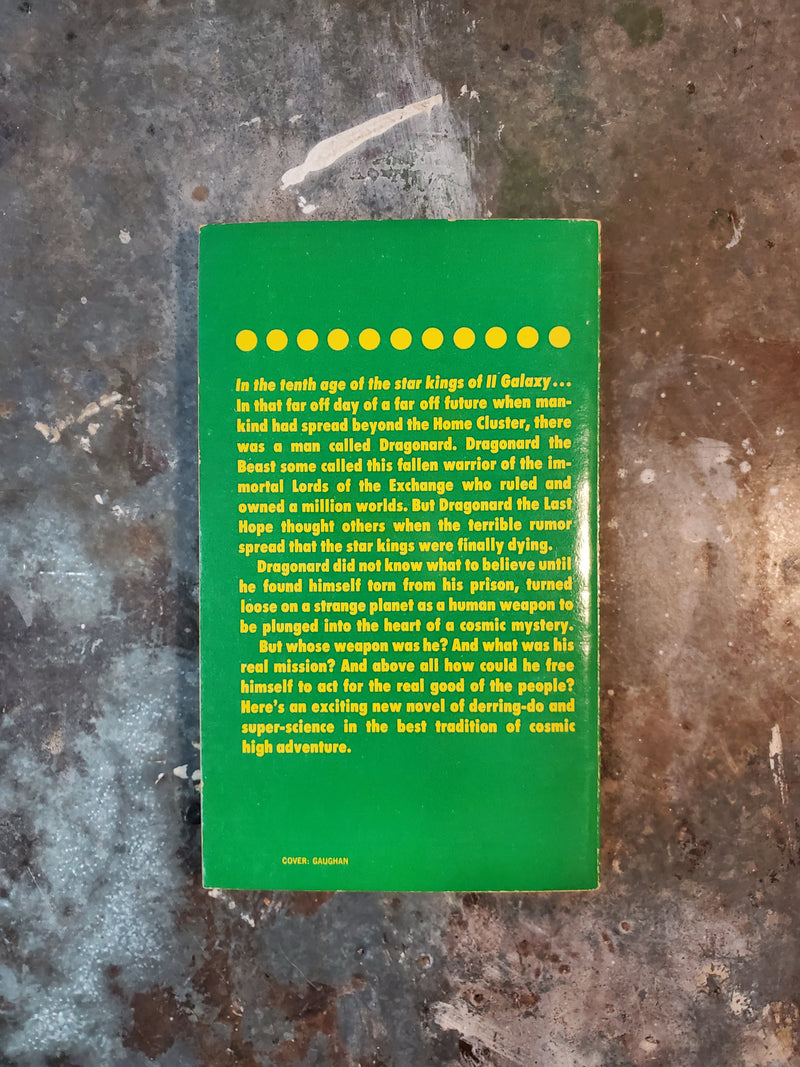 In the tenth age of the star kings of II Galaxy...
In that far off day of a far off future when man-
kind had spread beyond the Home Cluster, there
was a man called Dragonard. Dragonard the
Beast some called this fallen warrior of the im-
mortal Lords of the Exchange who ruled and
owned a million worlds. But Dragonard the Last
Hope thought others when the terrible rumor
spread that the star kings were finally dying.
Dragonard did not know what to believe until
he found himself torn from his prison, turned
loose on a strange planet as a human weapon to
be plunged into the heart of a cosmic mystery.
But whose weapon was he? And what was his
real mission? And above all how could he free
himself to act for the real good of the people?
Here's an exciting new novel of derring-do and
super-science in the best tradition of cosmic
high adventure.
COVER: GAUGHAN